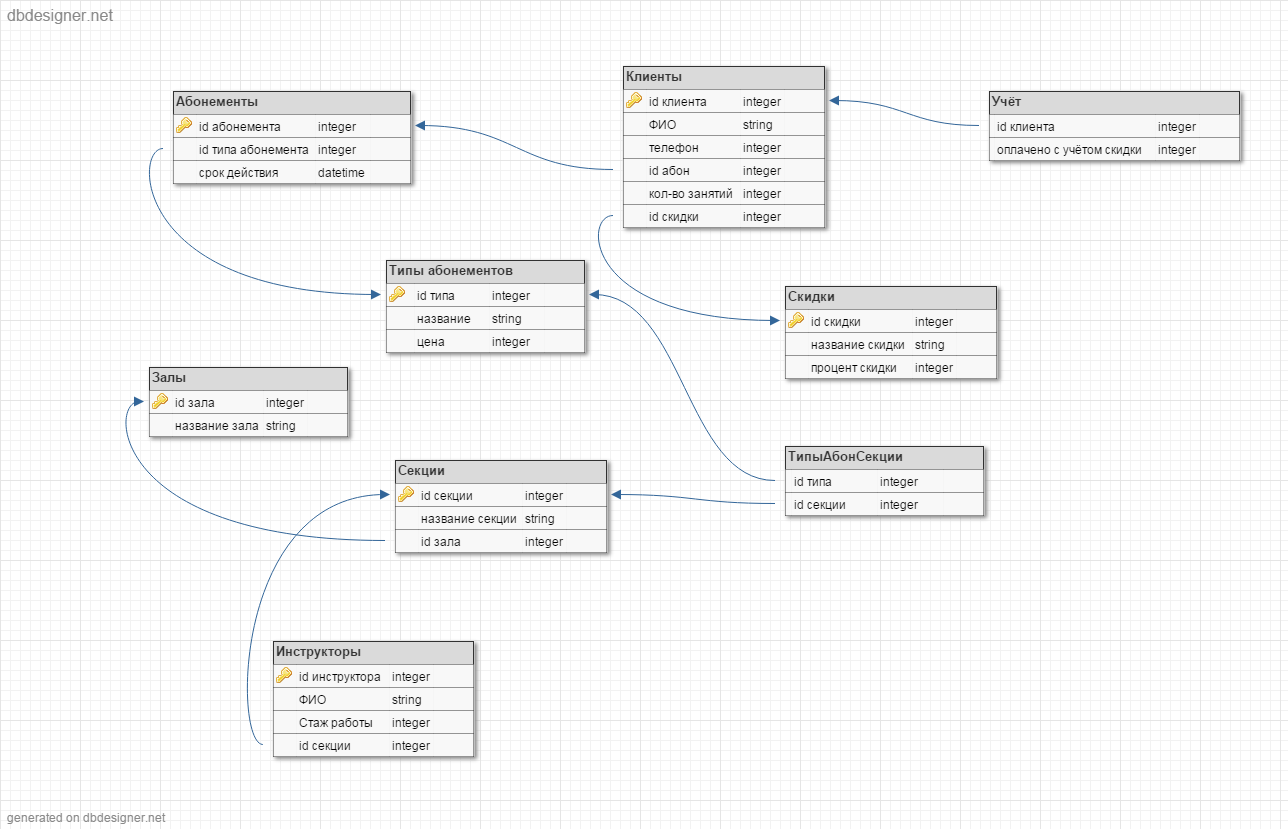 dbdesigner.net
Абонементы
id абонемента integer
id типа абонемента integer
срок действия datetime
Клиенты
id клиента integer
ФИО string
телефон integer
id абон integer
кол-во занятий integer
id скидки integer
Учёт
id клиента integer
оплачено с учётом скидки integer
Типы абонементов
id типа integer
название string
цена integer
Скидки
id скидки integer
название скидки string
процент скидки integer
Залы
id зала integer
название зала string
Секции
id секции integer
название секции string
id зала integer
ТипыАбонСекции
id типа integer
id секции integer
Инструкторы
id инструктора integer
ФИО string
Стаж работы integer
id секции integer
generated on dbdesigner.net